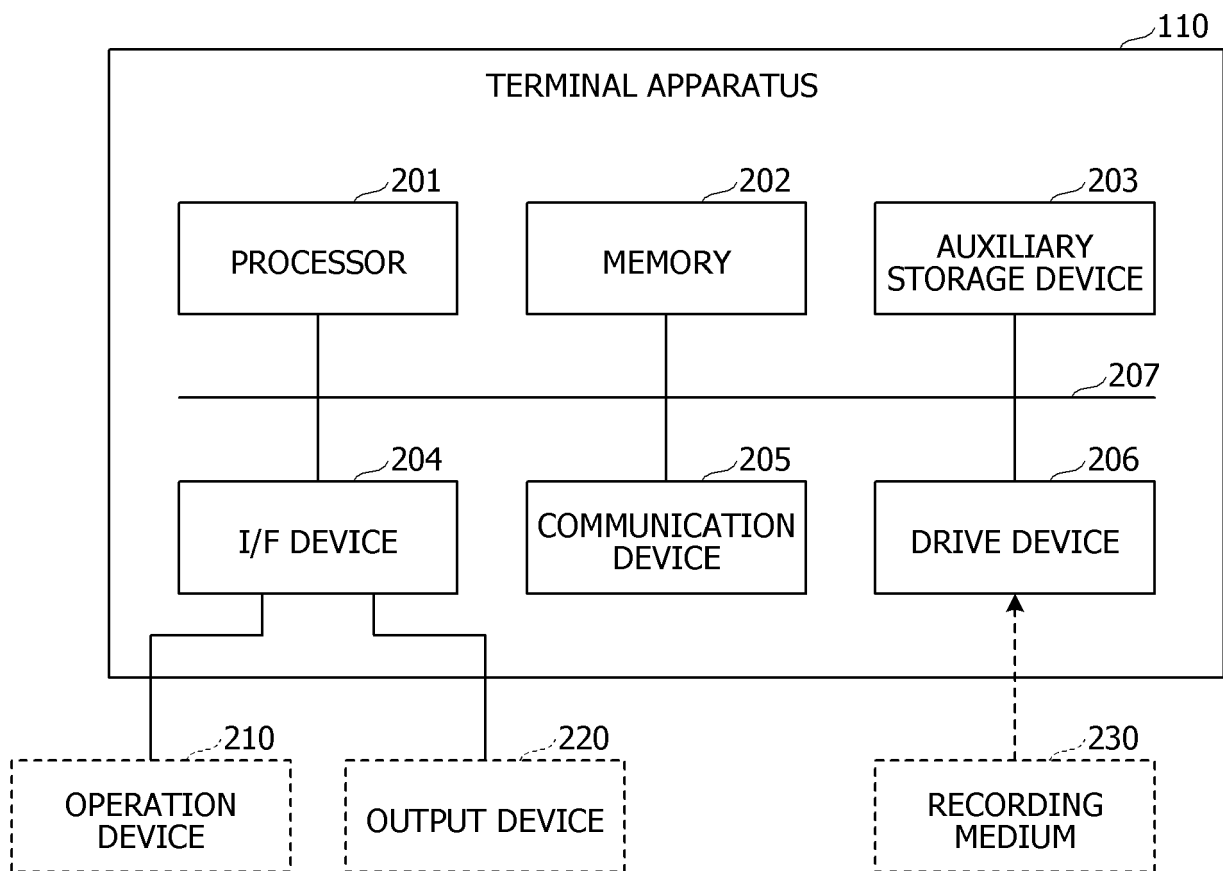 110
TERMINAL APPARATUS
201
202
203
PROCESSOR
MEMORY
AUXILIARY
STORAGE DEVICE
207
204
205
206
I/F DEVICE
COMMUNICATION
DEVICE
DRIVE DEVICE
210
220
230
OPERATION
DEVICE
OUTPUT DEVICE
RECORDING
MEDIUM